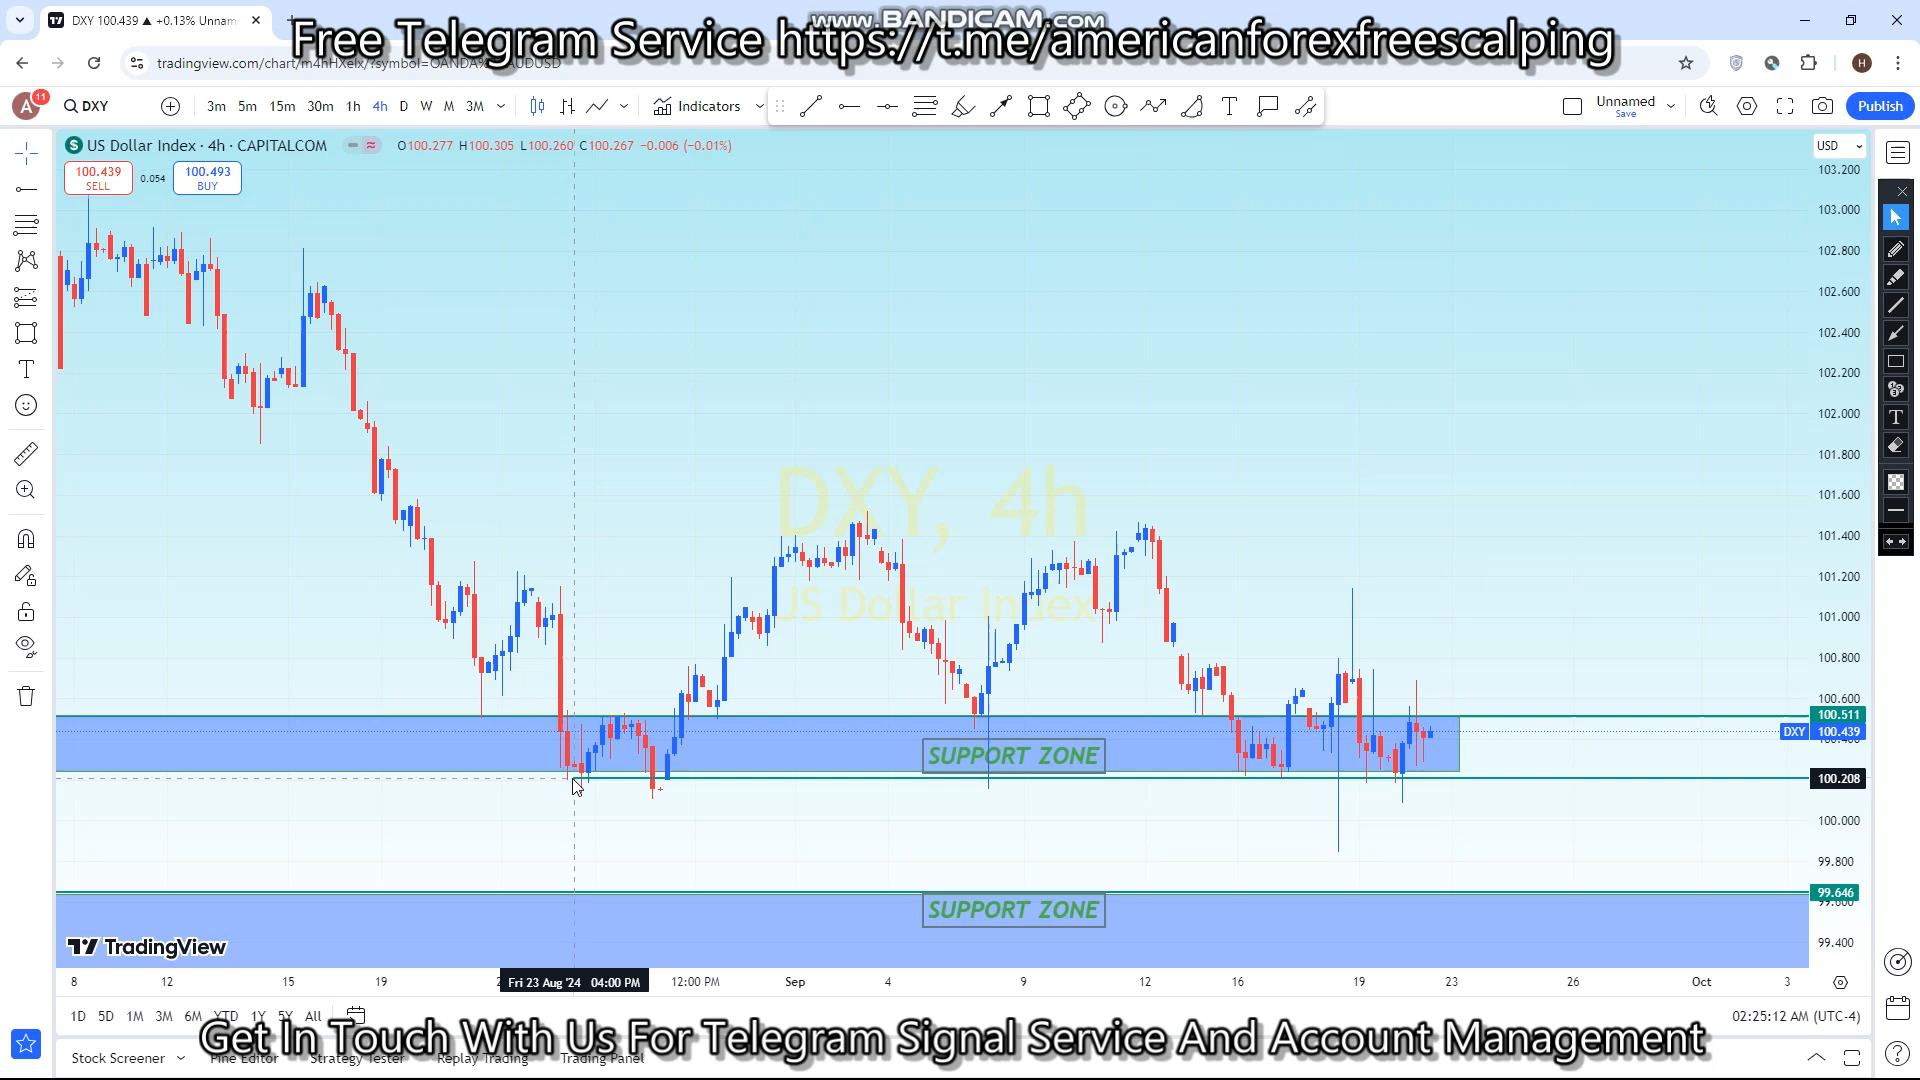 DXY 100.439 ▲ +0.13% Unnam
www.BANDICAM.com
Free Telegram Service https://t.me/americanforexfreescalping
tradingview.com/chart/m4hHXelx/?symbol=OANDA%
AUDUSD
H
A
11
DXY
3m 5m 15m 30m 1h 4h D W M 3M
Indicators
Unnamed
Save
Publish
US Dollar Index · 4h · CAPITALCOM
O100.277 H100.305 L100.260 C100.267 −0.006 (−0.01%)
USD
100.439
SELL
0.054
100.493
BUY
103.200
103.000
102.800
102.600
102.400
102.200
102.000
101.800
101.600
101.400
101.200
101.000
100.800
100.600
100.511
DXY 100.439
100.208
100.000
99.800
99.646
99.400
DXY, 4h
US Dollar Index
SUPPORT ZONE
SUPPORT ZONE
TradingView
8 12 15 19 Fri 23 Aug '24 04:00 PM 12:00 PM Sep 4 9 12 16 19 23 26 Oct 3
1D 5D 1M 3M 6M YTD 1Y 5Y All
02:25:12 AM (UTC-4)
Get In Touch With Us For Telegram Signal Service And Account Management
Stock Screener Pine Editor Strategy Tester Replay Trading Trading Panel